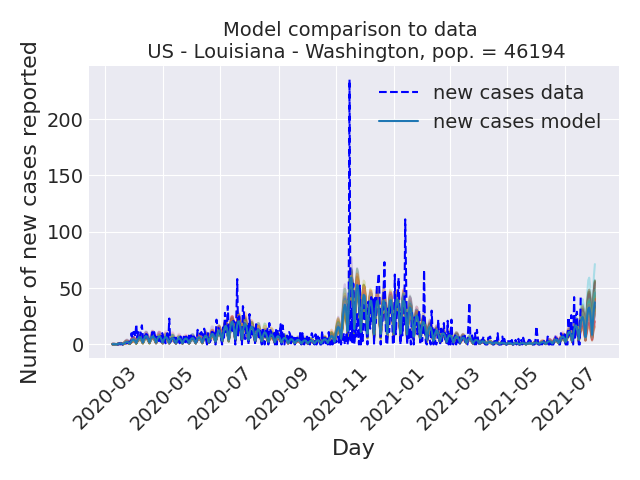 Model comparison to data
US - Louisiana - Washington, pop. = 46194
Number of new cases reported
200
150
100
50
0
new cases data
new cases model
2020-03
2020-05
2020-07
2020-09
2020-11
2021-01
2021-03
2021-05
2021-07
Day